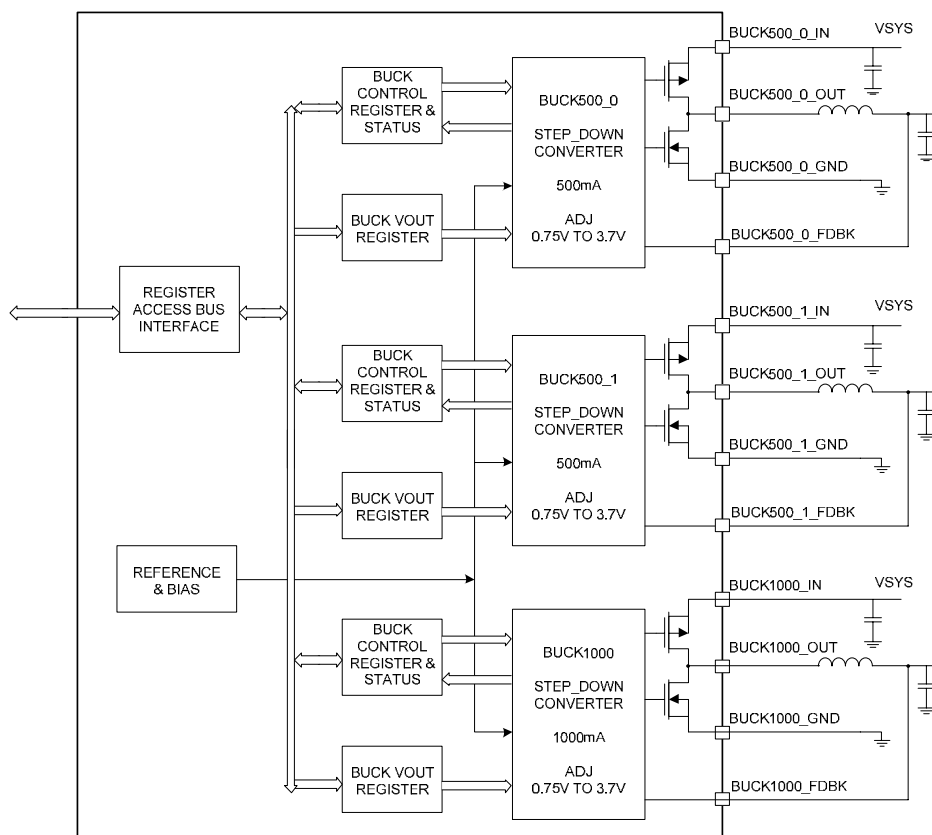 BUCK500_0_IN
VSYS
BUCK
CONTROL
REGISTER &
STATUS
BUCK500_0
STEP_DOWN
CONVERTER
500mA
ADJ
0.75V TO 3.7V
BUCK500_0_OUT
BUCK500_0_GND
BUCK VOUT
REGISTER
BUCK500_0_FDBK
REGISTER
ACCESS BUS
INTERFACE
BUCK500_1_IN
VSYS
BUCK
CONTROL
REGISTER &
STATUS
BUCK500_1
STEP_DOWN
CONVERTER
500mA
ADJ
0.75V TO 3.7V
BUCK500_1_OUT
BUCK500_1_GND
BUCK VOUT
REGISTER
BUCK500_1_FDBK
REFERENCE
& BIAS
BUCK1000_IN
VSYS
BUCK
CONTROL
REGISTER &
STATUS
BUCK1000
STEP_DOWN
CONVERTER
1000mA
ADJ
0.75V TO 3.7V
BUCK1000_OUT
BUCK1000_GND
BUCK VOUT
REGISTER
BUCK1000_FDBK